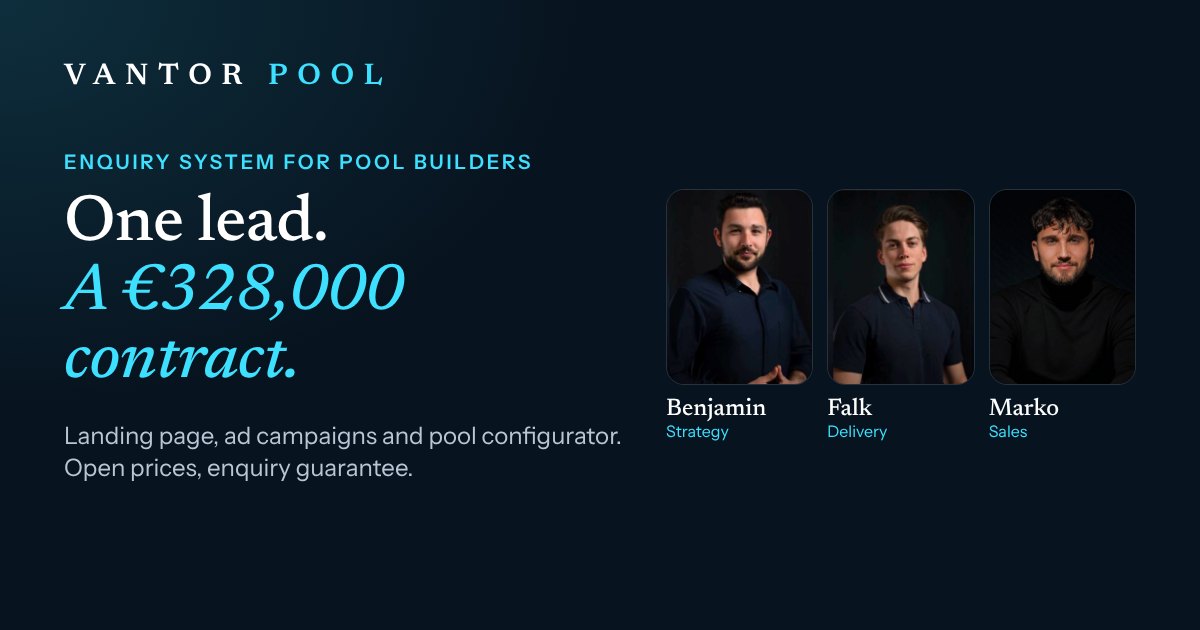 VANTOR POOL
ENQUIRY SYSTEM FOR POOL BUILDERS
One lead.
A €328,000
contract.
Landing page, ad campaigns and pool configurator.
Open prices, enquiry guarantee.
Benjamin
Strategy
Falk
Delivery
Marko
Sales